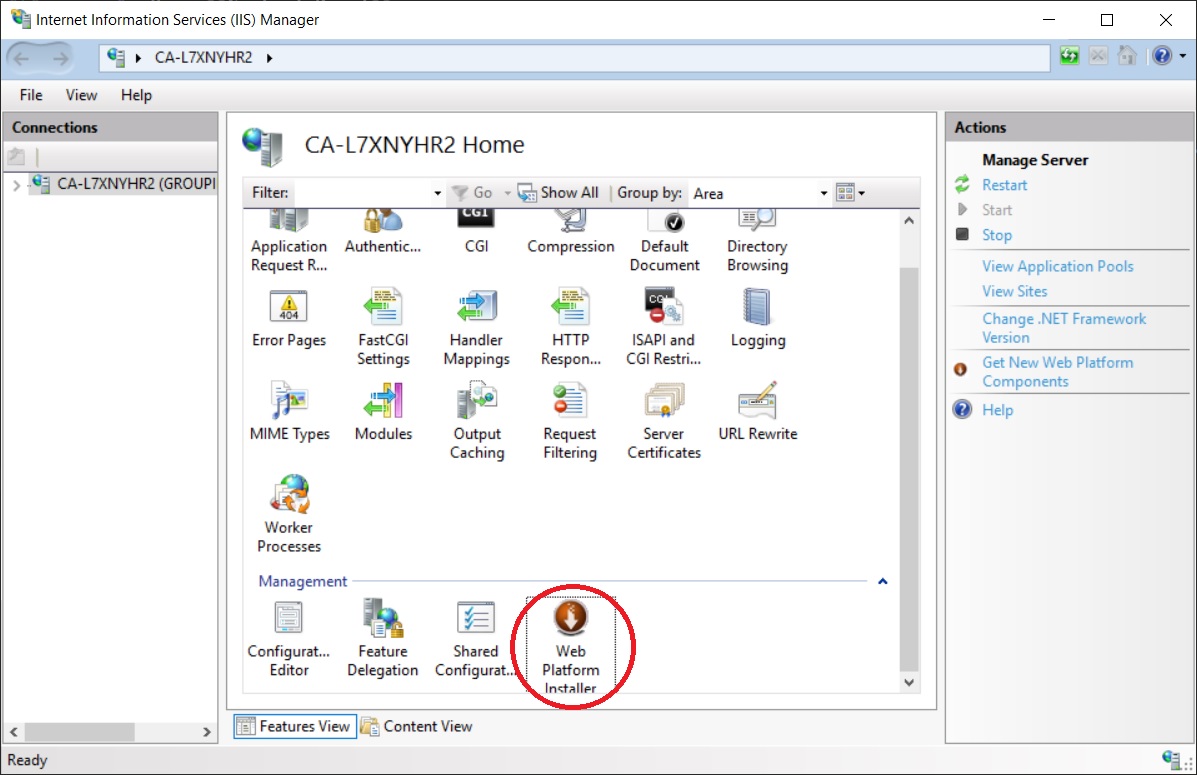 Internet Information Services (IIS) Manager
CA-L7XNYHR2
File View Help
Connections
CA-L7XNYHR2 (GROUPI
CA-L7XNYHR2 Home
Filter: Go Show All Group by: Area
Application Request R...
Authentic...
CGI
CGI
Compression
Default Document
Directory Browsing
404
Error Pages
FastCGI Settings
Handler Mappings
HTTP Respon...
CGI
ISAPI and CGI Restri...
Logging
MIME Types
Modules
Output Caching
Request Filtering
Server Certificates
URL Rewrite
Worker Processes
Management
Configurat... Editor
Feature Delegation
Shared Configurat...
Web Platform Installer
Features View
Content View
Actions
Manage Server
Restart
Start
Stop
View Application Pools
View Sites
Change .NET Framework
Version
Get New Web Platform
Components
Help
Ready